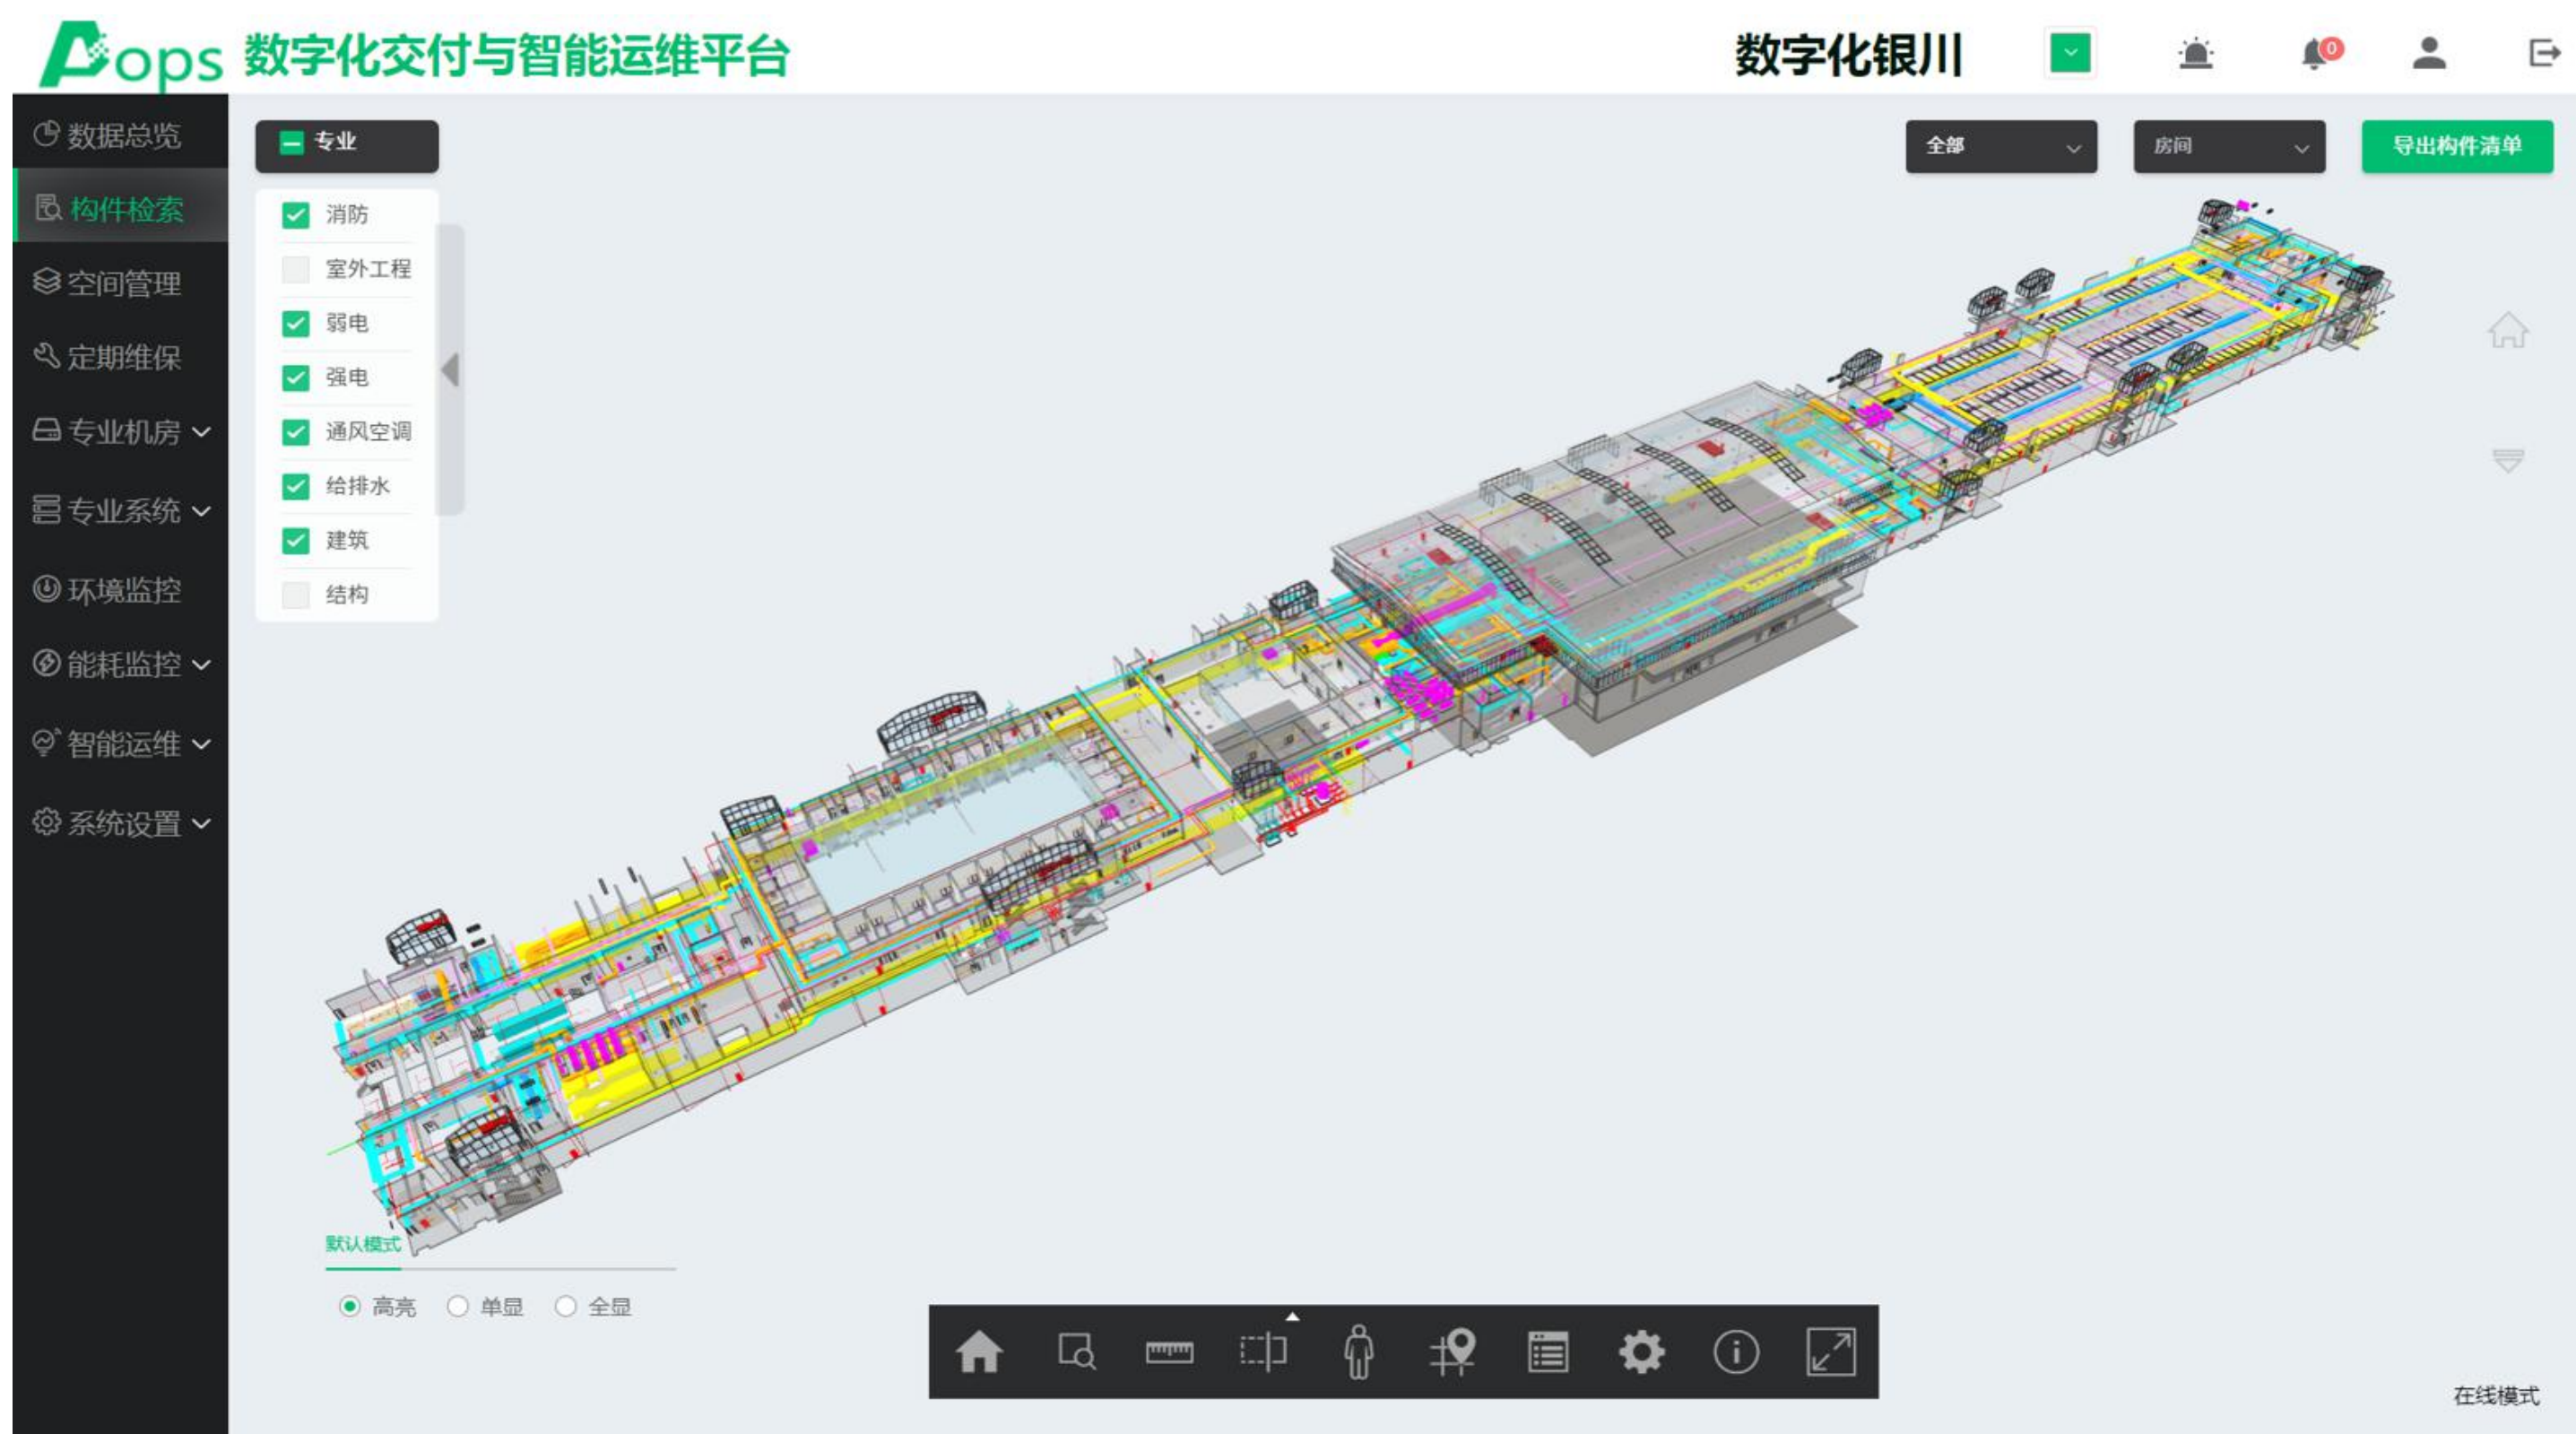 Aops 数字化交付与智能运维平台
数字化银川
0
数据总览
构件检索
空间管理
定期维保
专业机房
专业系统
环境监控
能耗监控
智能运维
系统设置
专业
消防
室外工程
弱电
强电
通风空调
给排水
建筑
结构
全部
房间
导出构件清单
默认模式
高亮 单显 全显
在线模式